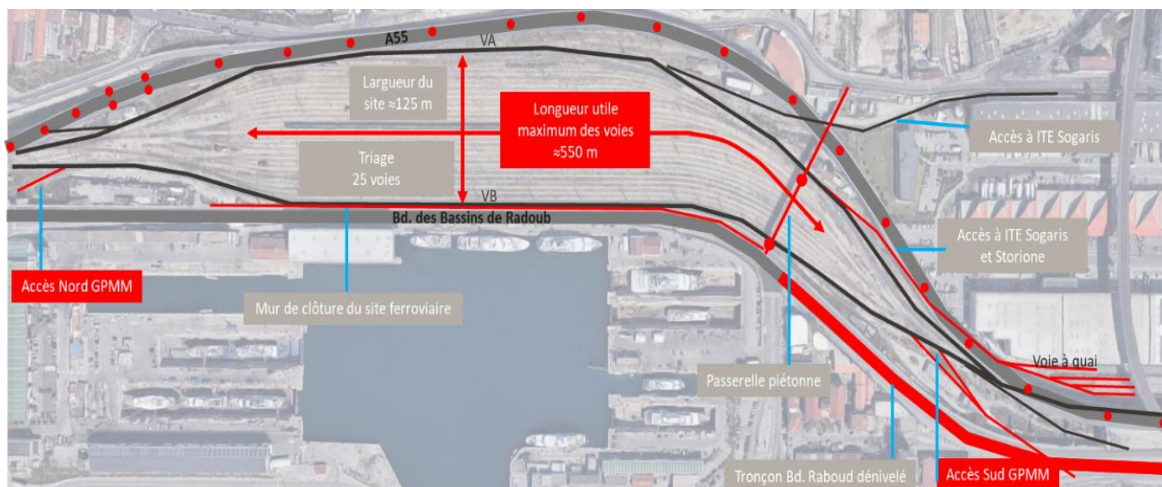 A55
VA
Largueur du
site ≈125 m
Longueur utile
maximum des voies
≈550 m
Accès à ITE Sogaris
Triage
25 voies
VB
Bd. des Bassins de Radoub
Accès à ITE Sogaris
et Storione
Accès Nord GPMM
Mur de clôture du site ferroviaire
Voie à quai
Passerelle piétonne
Tronçon Bd. Raboud dénivelé
Accès Sud GPMM